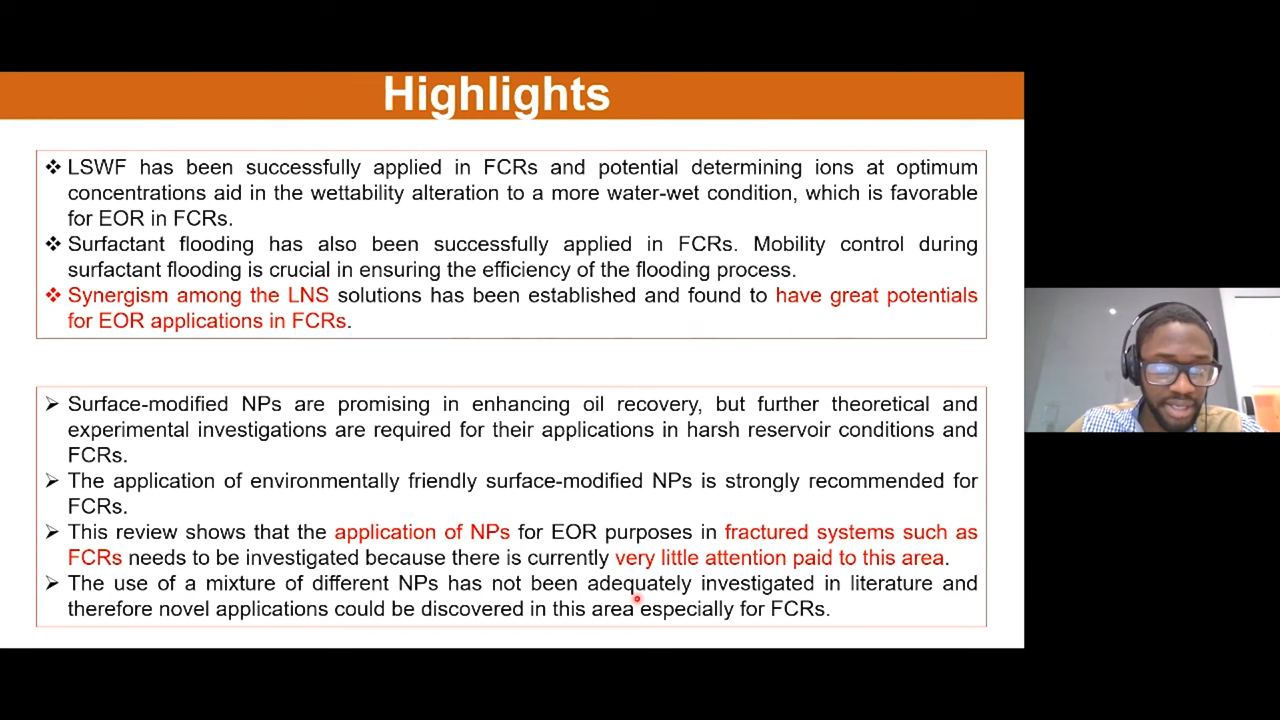 Highlights
❖ LSWF has been successfully applied in FCRs and potential determining ions at optimum
concentrations aid in the wettability alteration to a more water-wet condition, which is favorable
for EOR in FCRs.
❖ Surfactant flooding has also been successfully applied in FCRs. Mobility control during
surfactant flooding is crucial in ensuring the efficiency of the flooding process.
❖ Synergism among the LNS solutions has been established and found to have great potentials
for EOR applications in FCRs.
➢ Surface-modified NPs are promising in enhancing oil recovery, but further theoretical and
experimental investigations are required for their applications in harsh reservoir conditions and
FCRs.
➢ The application of environmentally friendly surface-modified NPs is strongly recommended for
FCRs.
➢ This review shows that the application of NPs for EOR purposes in fractured systems such as
FCRs needs to be investigated because there is currently very little attention paid to this area.
➢ The use of a mixture of different NPs has not been adequately investigated in literature and
therefore novel applications could be discovered in this area especially for FCRs.